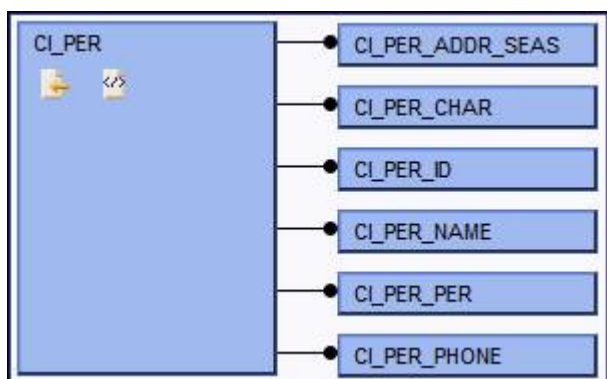 CI_PER
</>
CI_PER_ADDR_SEAS
CI_PER_CHAR
CI_PER_ID
CI_PER_NAME
CI_PER_PER
CI_PER_PHONE